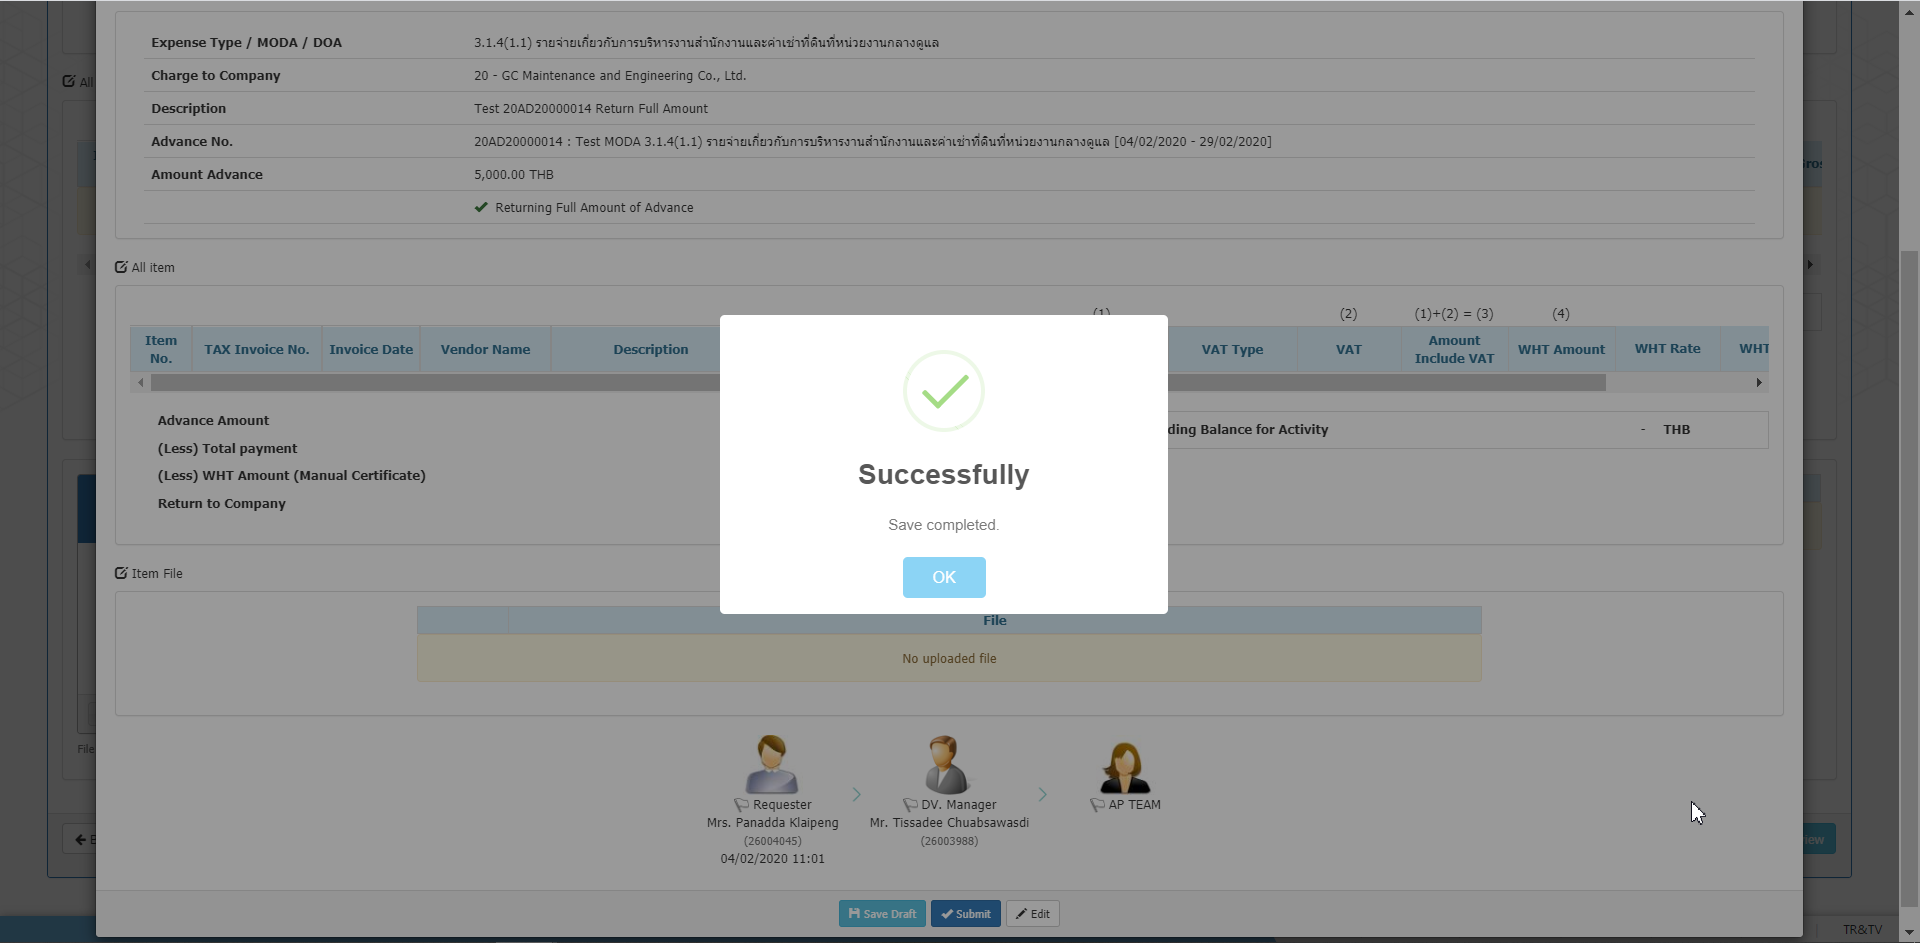 Expense Type / MODA / DOA 3.1.4(1.1) รายจ่ายเกี่ยวกับการบริหารงานสำนักงานและค่าเช่าที่ดินที่หน่วยงานกลางดูแล
Charge to Company 20 - GC Maintenance and Engineering Co., Ltd.
Description Test 20AD20000014 Return Full Amount
Advance No. 20AD20000014 : Test MODA 3.1.4(1.1) รายจ่ายเกี่ยวกับการบริหารงานสำนักงานและค่าเช่าที่ดินที่หน่วยงานกลางดูแล [04/02/2020 - 29/02/2020]
Amount Advance 5,000.00 THB
Returning Full Amount of Advance
All
All item
(1) (2) (1)+(2) = (3) (4)
Item No. TAX Invoice No. Invoice Date Vendor Name Description VAT Type VAT Amount Include VAT WHT Amount WHT Rate WHT
Advance Amount
ding Balance for Activity - THB
(Less) Total payment
(Less) WHT Amount (Manual Certificate)
Return to Company
Successfully
Save completed.
OK
Item File
File
No uploaded file
File
Requester
Mrs. Panadda Klaipeng
(26004045)
04/02/2020 11:01
DV. Manager
Mr. Tissadee Chuabsawasdi
(26003988)
AP TEAM
Save Draft Submit Edit
TR&TV